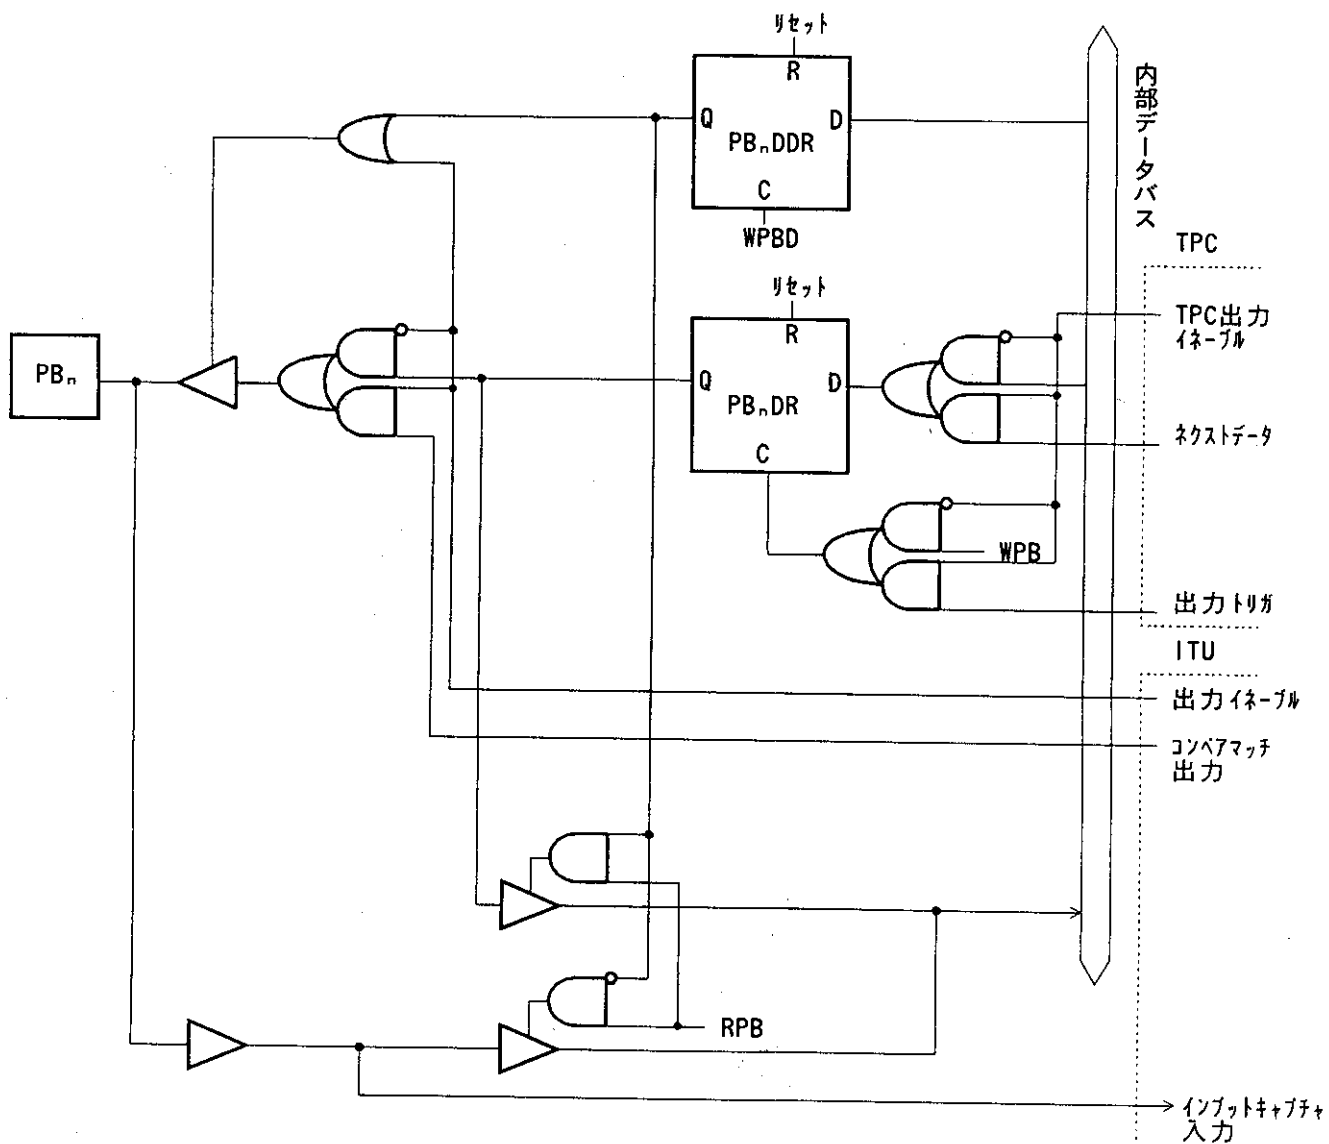 リセット
R
Q
D
PBnDDR
C
WPBD
内部データバス
TPC
リセット
R
Q
D
PBnDR
C
TPC出力
イネーブル
PBn
ネクストデータ
WPB
出力トリガ
ITU
出力イネーブル
コンペアマッチ
出力
RPB
インプットキャプチャ
入力